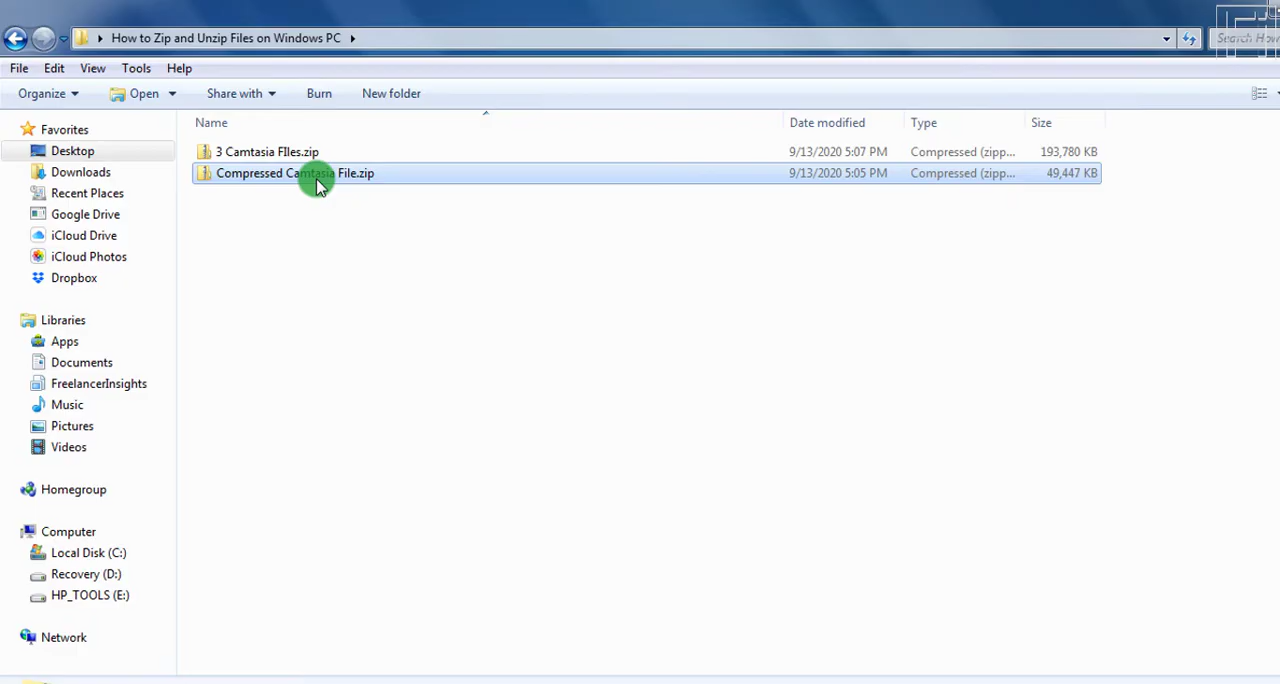 How to Zip and Unzip Files on Windows PC
Search How
File Edit View Tools Help
Organize Open Share with Burn New folder
Favorites
Desktop
Downloads
Recent Places
Google Drive
iCloud Drive
iCloud Photos
Dropbox
Libraries
Apps
Documents
FreelancerInsights
Music
Pictures
Videos
Homegroup
Computer
Local Disk (C:)
Recovery (D:)
HP_TOOLS (E:)
Network
Name Date modified Type Size
3 Camtasia FIles.zip 9/13/2020 5:07 PM Compressed (zipp... 193,780 KB
Compressed Camtasia File.zip 9/13/2020 5:05 PM Compressed (zipp... 49,447 KB